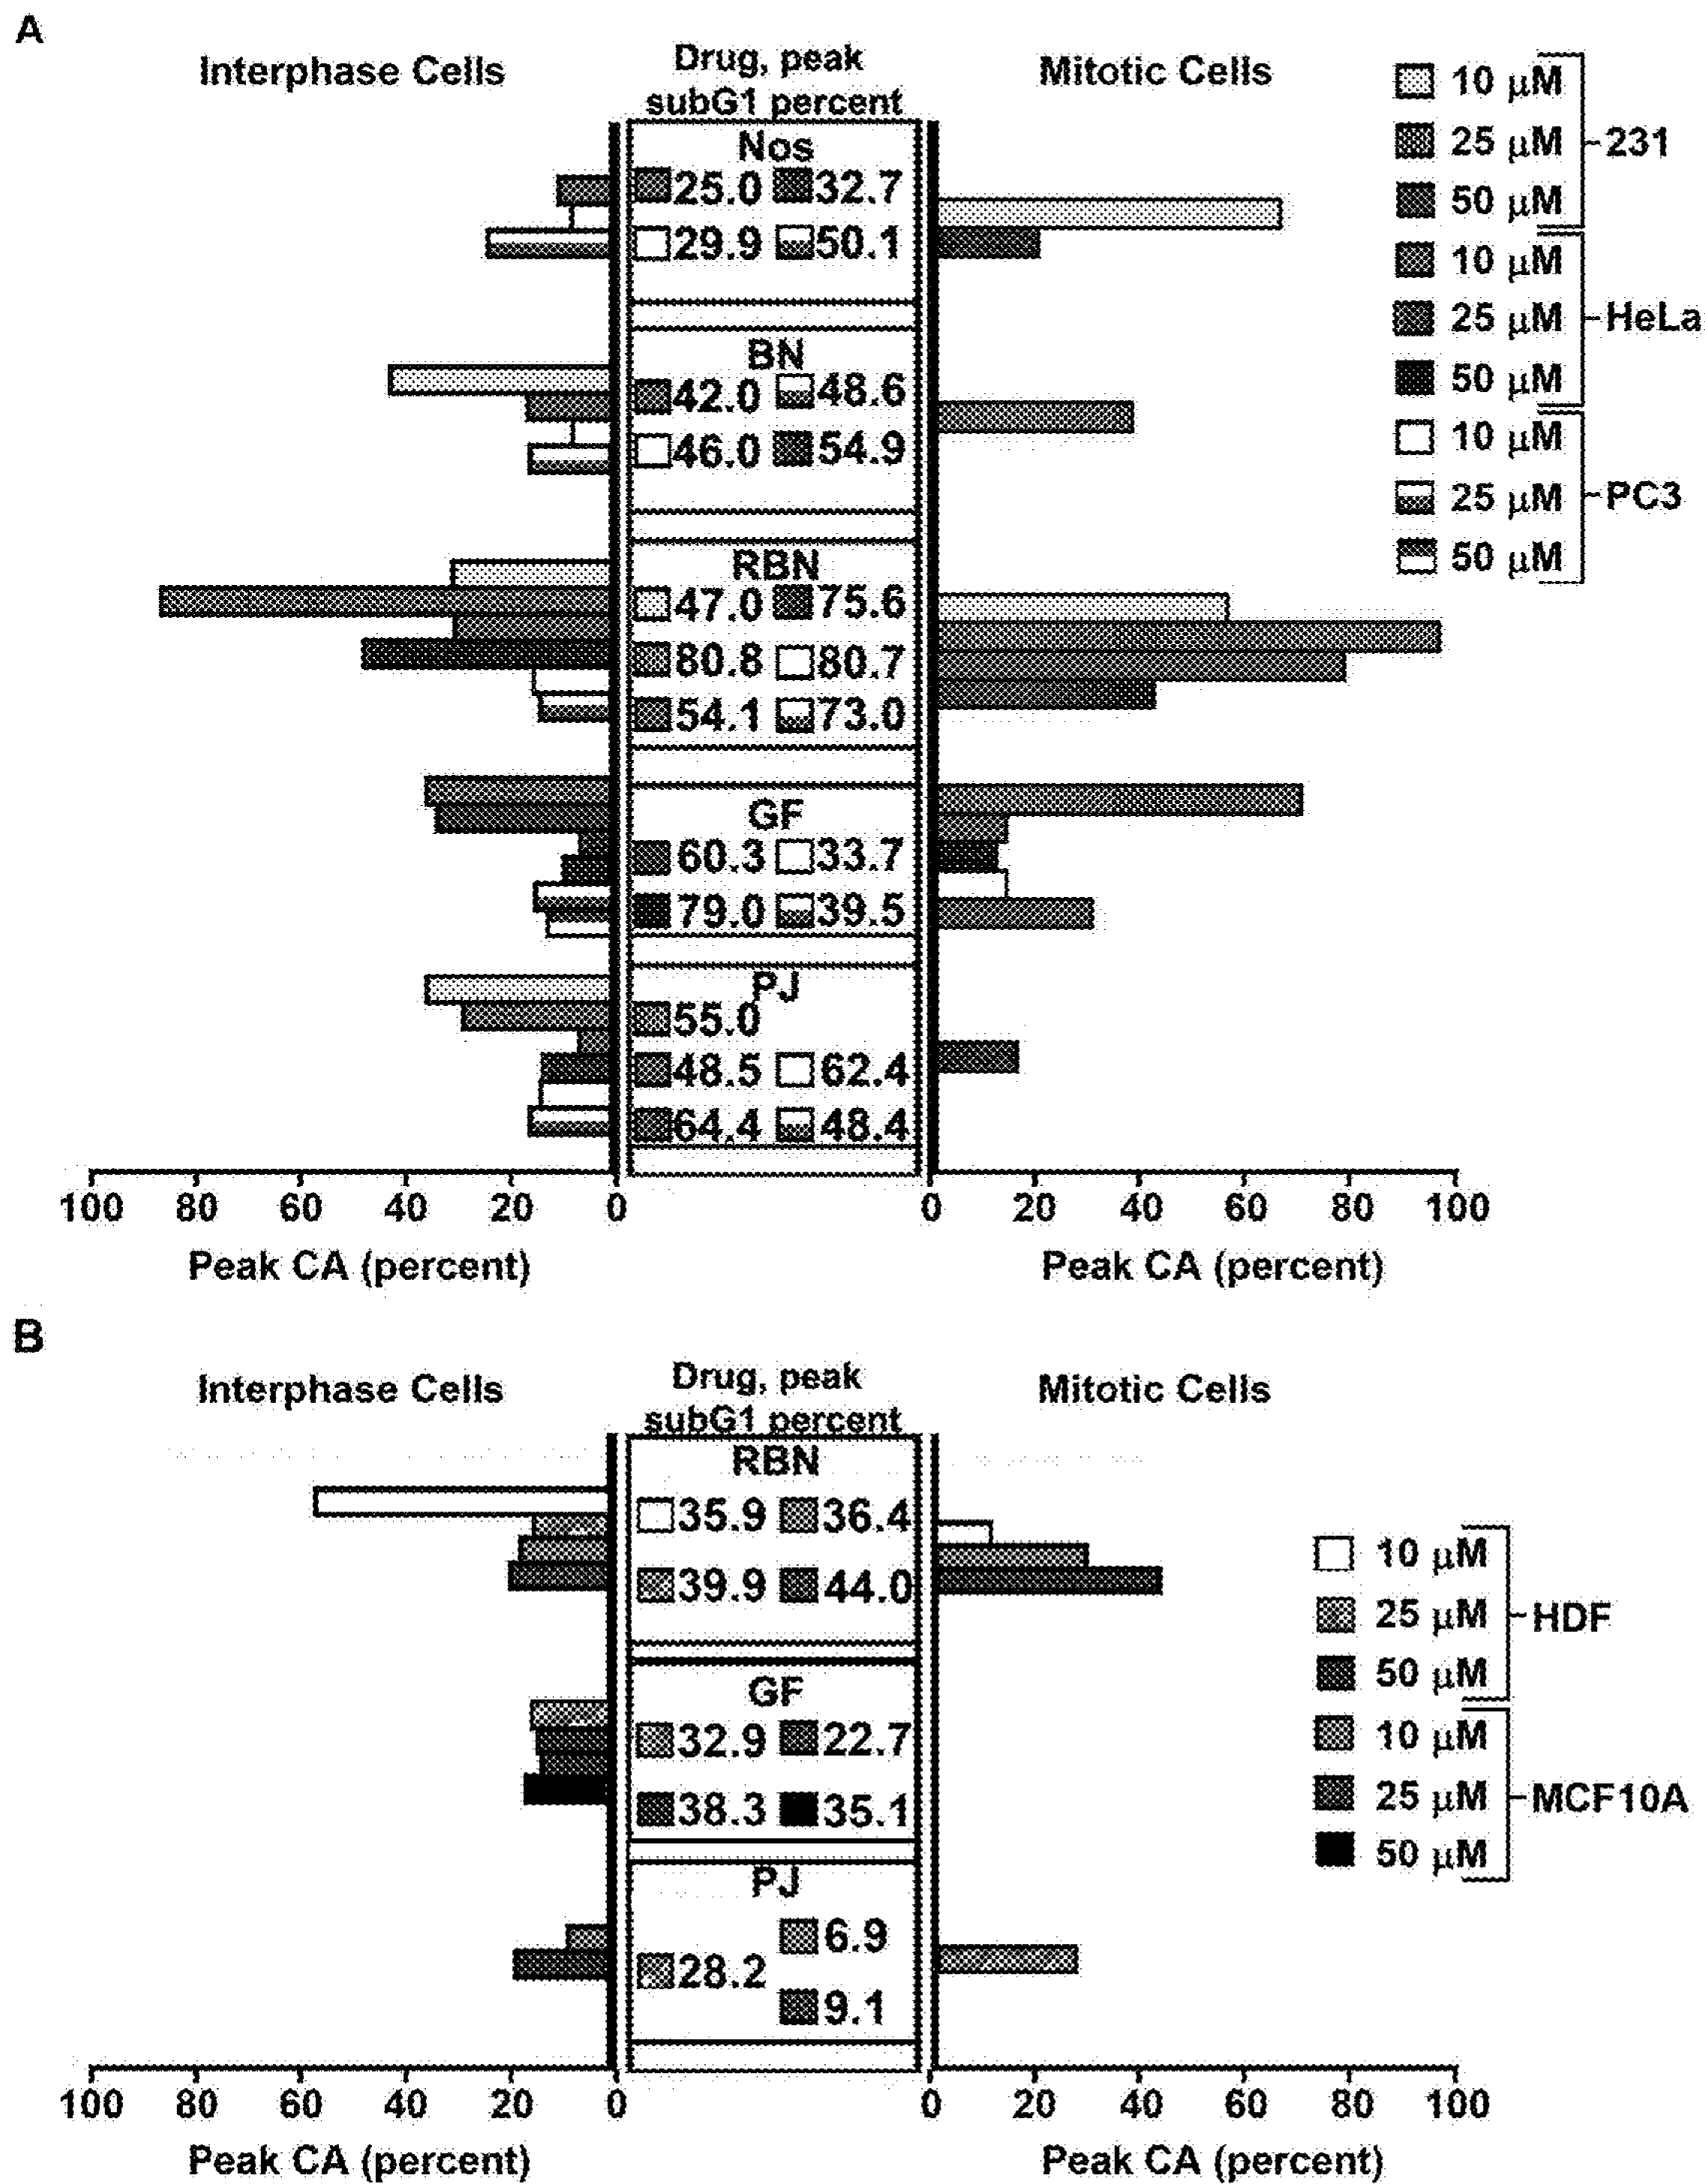 A
Interphase Cells
Drug, peak
subG1 percent
Mitotic Cells
Nos
25.0 32.7
29.9 50.1
BN
42.0 48.6
46.0 54.9
RBN
47.0 75.6
80.8 80.7
54.1 73.0
GF
60.3 33.7
79.0 39.5
PJ
55.0
48.5 62.4
64.4 48.4
10 μM
25 μM
50 μM
231
10 μM
25 μM
50 μM
HeLa
10 μM
25 μM
50 μM
PC3
100 80 60 40 20 0
0 20 40 60 80 100
Peak CA (percent)
Peak CA (percent)
B
Interphase Cells
Drug, peak
subG1 percent
Mitotic Cells
RBN
35.9 36.4
39.9 44.0
GF
32.9 22.7
38.3 35.1
PJ
6.9
28.2
9.1
10 μM
25 μM
50 μM
HDF
10 μM
25 μM
50 μM
MCF10A
100 80 60 40 20 0
0 20 40 60 80 100
Peak CA (percent)
Peak CA (percent)